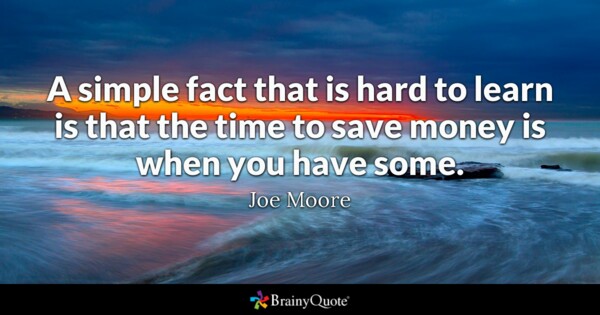 A simple fact that is hard to learn
is that the time to save money is
when you have some.
Joe Moore
BrainyQuote®